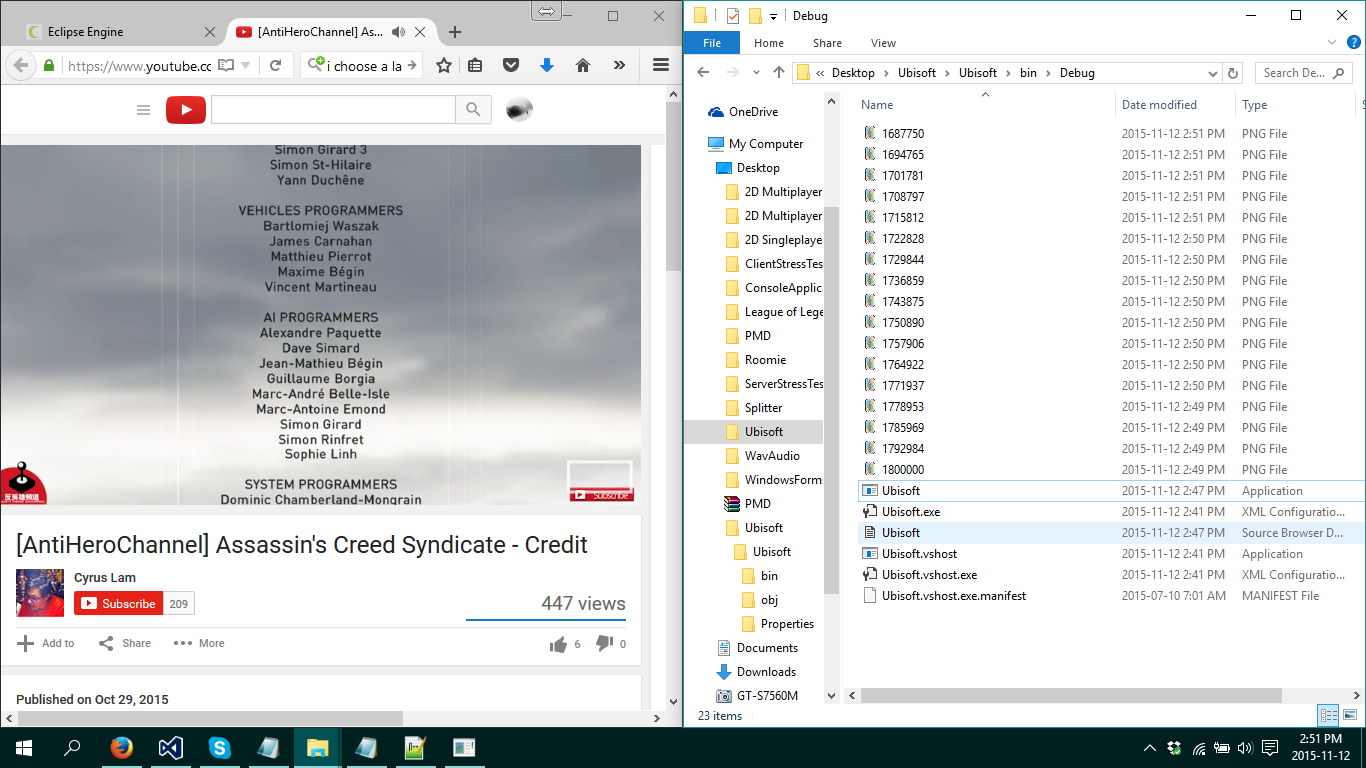 Eclipse Engine
[AntiHeroChannel] As...
https://www.youtube.cc
i choose a la
Simon Girard 3
Simon St-Hilaire
Yann Duchêne
VEHICLES PROGRAMMERS
Bartlomiej Waszak
James Carnahan
Matthieu Pierrot
Maxime Bégin
Vincent Martineau
AI PROGRAMMERS
Alexandre Paquette
Dave Simard
Jean-Mathieu Bégin
Guillaume Borgia
Marc-André Belle-Isle
Marc-Antoine Emond
Simon Girard
Simon Rinfret
Sophie Linh
SYSTEM PROGRAMMERS
Dominic Chamberland-Mongrain
反英雄頻道
Subscribe
[AntiHeroChannel] Assassin's Creed Syndicate - Credit
Cyrus Lam
Subscribe 209
447 views
Add to Share More 6 0
Published on Oct 29, 2015
Debug
File Home Share View
« Desktop Ubisoft Ubisoft bin Debug
Search De...
OneDrive
My Computer
Desktop
2D Multiplayer
2D Multiplayer
2D Singleplaye
ClientStressTes
ConsoleApplic
League of Lege
PMD
Roomie
ServerStressTes
Splitter
Ubisoft
WavAudio
WindowsForm
PMD
Ubisoft
Ubisoft
bin
obj
Properties
Documents
Downloads
GT-S7560M
Name Date modified Type
1687750 2015-11-12 2:51 PM PNG File
1694765 2015-11-12 2:51 PM PNG File
1701781 2015-11-12 2:51 PM PNG File
1708797 2015-11-12 2:51 PM PNG File
1715812 2015-11-12 2:51 PM PNG File
1722828 2015-11-12 2:50 PM PNG File
1729844 2015-11-12 2:50 PM PNG File
1736859 2015-11-12 2:50 PM PNG File
1743875 2015-11-12 2:50 PM PNG File
1750890 2015-11-12 2:50 PM PNG File
1757906 2015-11-12 2:50 PM PNG File
1764922 2015-11-12 2:50 PM PNG File
1771937 2015-11-12 2:50 PM PNG File
1778953 2015-11-12 2:49 PM PNG File
1785969 2015-11-12 2:49 PM PNG File
1792984 2015-11-12 2:49 PM PNG File
1800000 2015-11-12 2:49 PM PNG File
Ubisoft 2015-11-12 2:47 PM Application
Ubisoft.exe 2015-11-12 2:41 PM XML Configuratio...
Ubisoft 2015-11-12 2:47 PM Source Browser D...
Ubisoft.vshost 2015-11-12 2:41 PM Application
Ubisoft.vshost.exe 2015-11-12 2:41 PM XML Configuratio...
Ubisoft.vshost.exe.manifest 2015-07-10 7:01 AM MANIFEST File
23 items
2:51 PM
2015-11-12